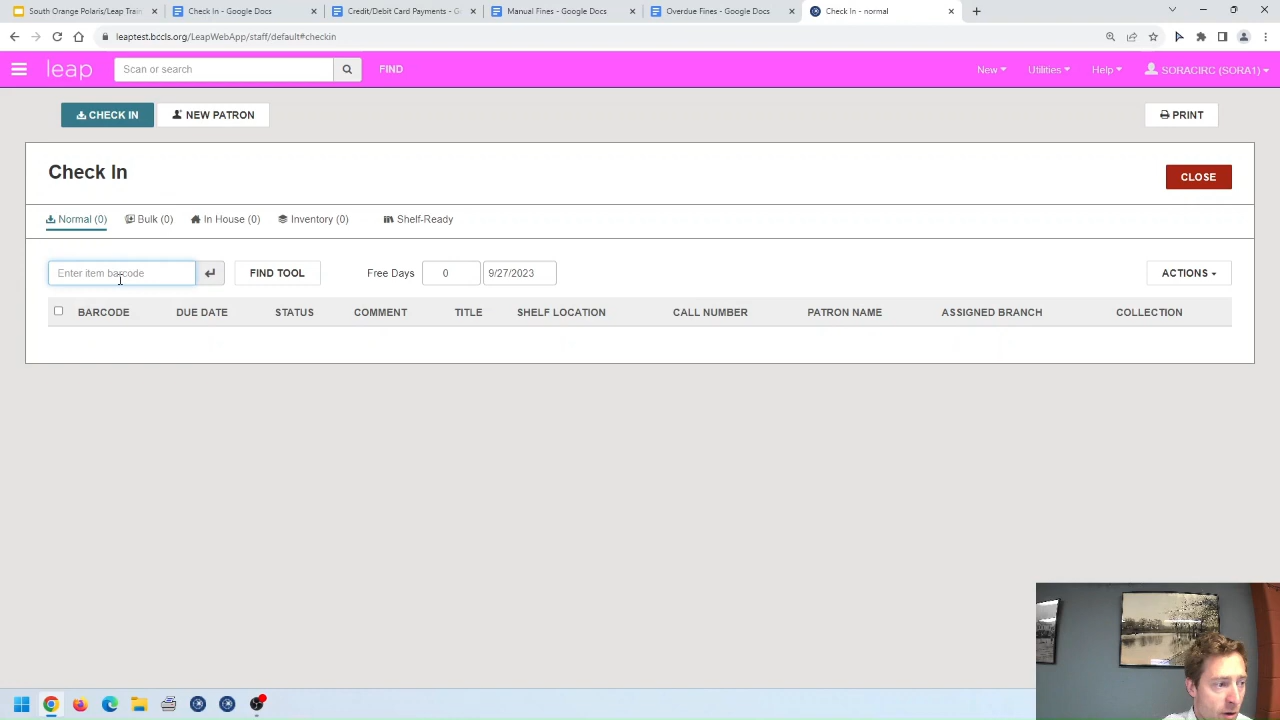 South Orange Polaris/Leap Train
Check In - Google Docs
Credit/Debit Card Payments - Go
Manual Fines - Google Docs
Overdue Fines - Google Docs
Check In - normal
leaptest.bccls.org/LeapWebApp/staff/default#checkin
leap
Scan or search
FIND
New
Utilities
Help
SORACIRC (SORA1)
CHECK IN
NEW PATRON
PRINT
Check In
CLOSE
Normal (0)
Bulk (0)
In House (0)
Inventory (0)
Shelf-Ready
Enter item barcode
FIND TOOL
Free Days
0
9/27/2023
ACTIONS
BARCODE DUE DATE STATUS COMMENT TITLE SHELF LOCATION CALL NUMBER PATRON NAME ASSIGNED BRANCH COLLECTION